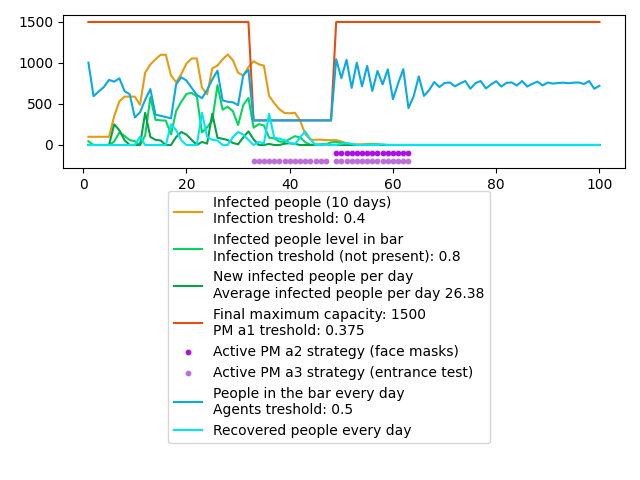 1500
1000
500
0
0 20 40 60 80 100
Infected people (10 days)
Infection treshold: 0.4
Infected people level in bar
Infection treshold (not present): 0.8
New infected people per day
Average infected people per day 26.38
Final maximum capacity: 1500
PM a1 treshold: 0.375
Active PM a2 strategy (face masks)
Active PM a3 strategy (entrance test)
People in the bar every day
Agents treshold: 0.5
Recovered people every day